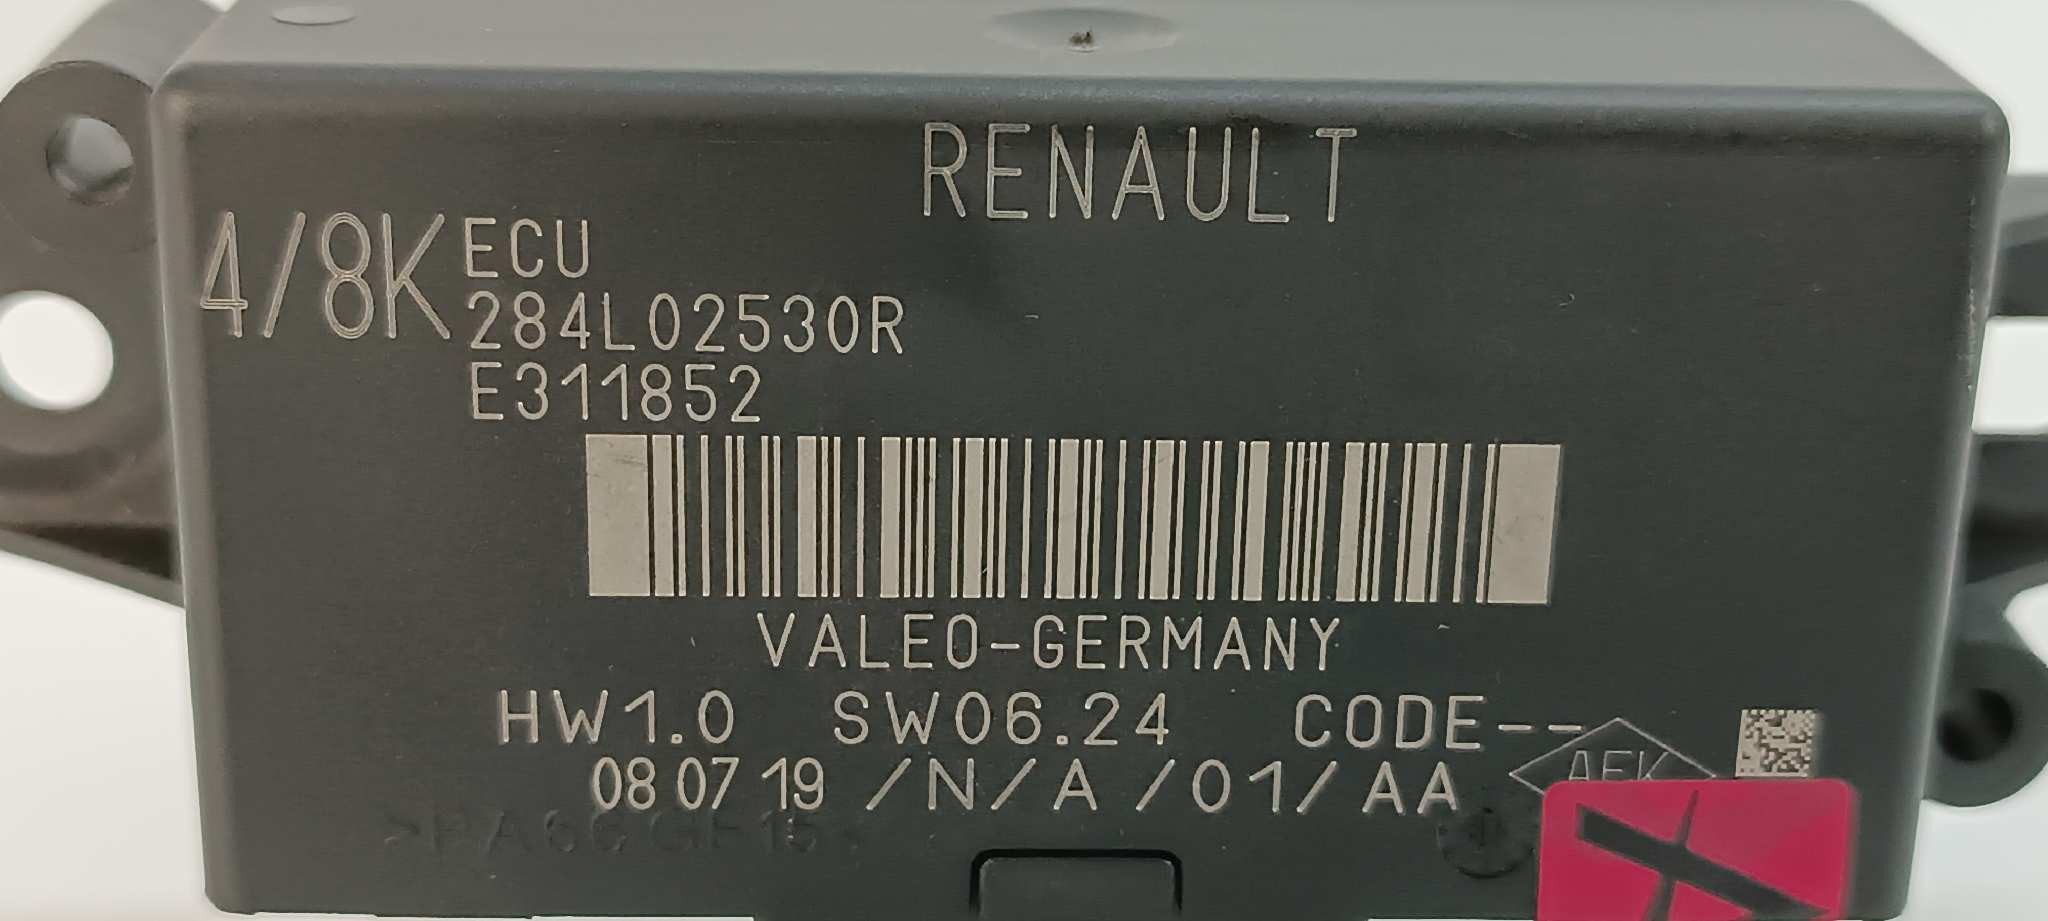 RENAULT
4/8K ECU
284L02530R
E311852
VALEO-GERMANY
HW1.0 SW06.24 CODE--
08 07 19 /N/A /01/AA